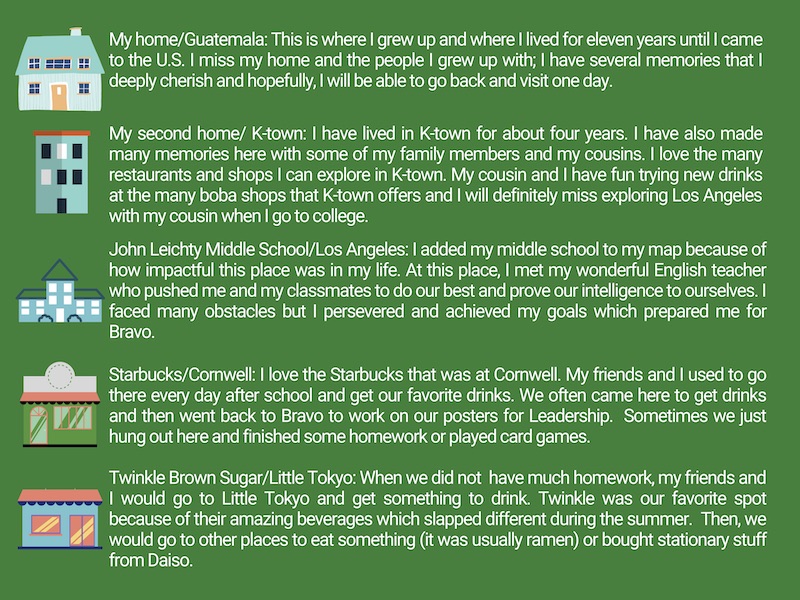 My home/Guatemala: This is where I grew up and where I lived for eleven years until I came
to the U.S. I miss my home and the people I grew up with; I have several memories that I
deeply cherish and hopefully, I will be able to go back and visit one day.
My second home/ K-town: I have lived in K-town for about four years. I have also made
many memories here with some of my family members and my cousins. I love the many
restaurants and shops I can explore in K-town. My cousin and I have fun trying new drinks
at the many boba shops that K-town offers and I will definitely miss exploring Los Angeles
with my cousin when I go to college.
John Leichty Middle School/Los Angeles: I added my middle school to my map because of
how impactful this place was in my life. At this place, I met my wonderful English teacher
who pushed me and my classmates to do our best and prove our intelligence to ourselves. I
faced many obstacles but I persevered and achieved my goals which prepared me for
Bravo.
Starbucks/Cornwell: I love the Starbucks that was at Cornwell. My friends and I used to go
there every day after school and get our favorite drinks. We often came here to get drinks
and then went back to Bravo to work on our posters for Leadership. Sometimes we just
hung out here and finished some homework or played card games.
Twinkle Brown Sugar/Little Tokyo: When we did not have much homework, my friends and
I would go to Little Tokyo and get something to drink. Twinkle was our favorite spot
because of their amazing beverages which slapped different during the summer. Then, we
would go to other places to eat something (it was usually ramen) or bought stationary stuff
from Daiso.